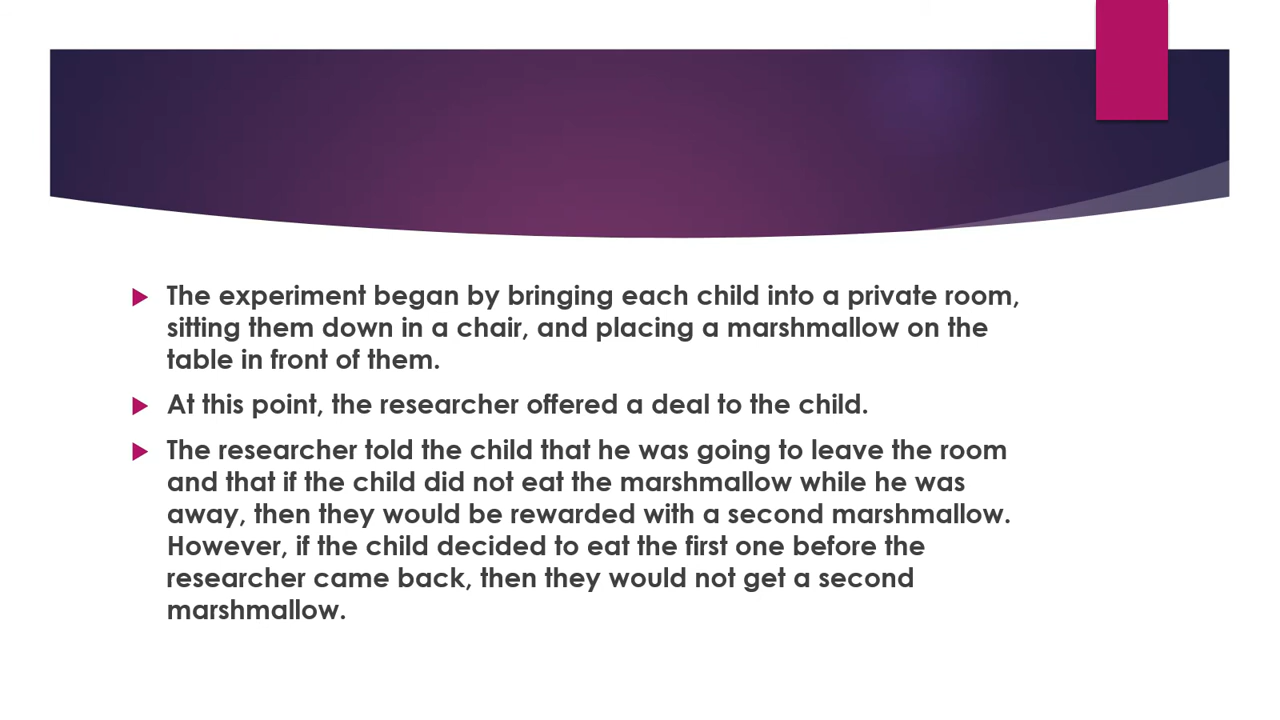 The experiment began by bringing each child into a private room,
sitting them down in a chair, and placing a marshmallow on the
table in front of them.
At this point, the researcher offered a deal to the child.
The researcher told the child that he was going to leave the room
and that if the child did not eat the marshmallow while he was
away, then they would be rewarded with a second marshmallow.
However, if the child decided to eat the first one before the
researcher came back, then they would not get a second
marshmallow.